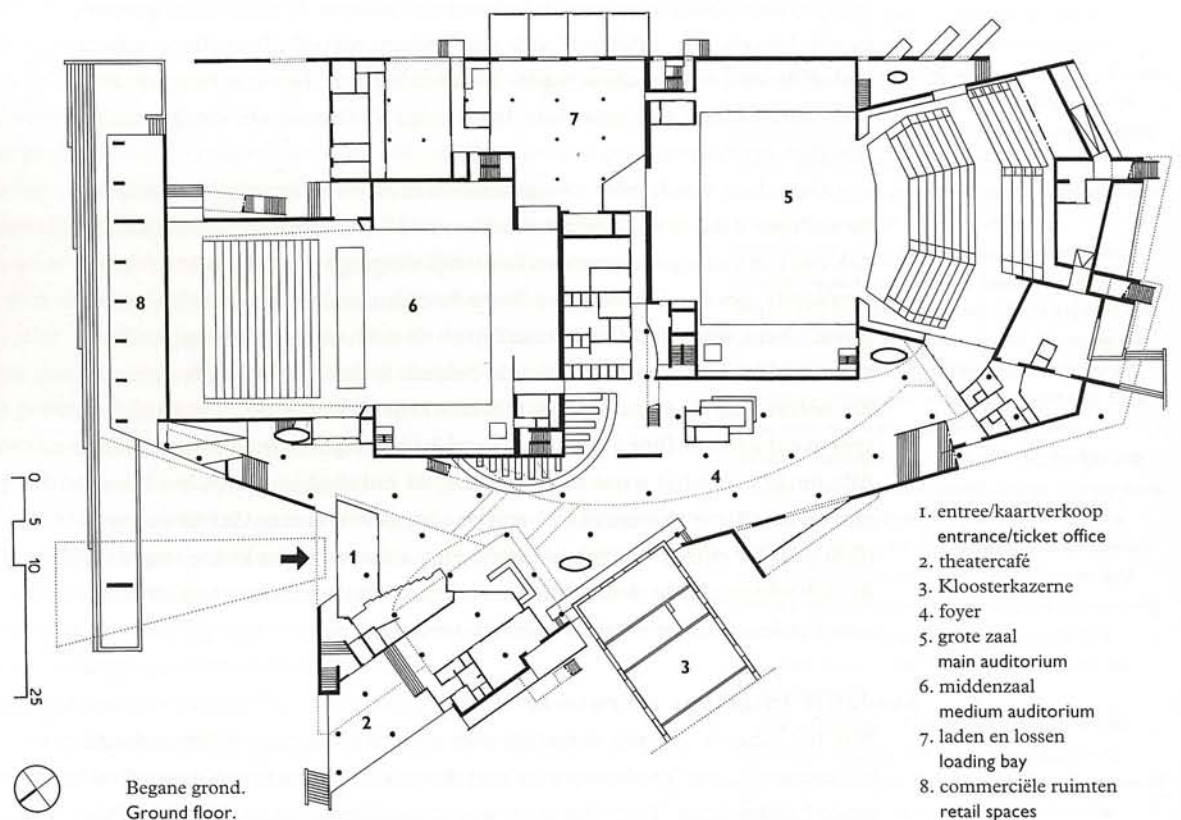 7
5
8
6
4
0
5
10
25
1
2
3
1. entree/kaartverkoop
entrance/ticket office
2. theatercafé
3. Kloosterkazerne
4. foyer
5. grote zaal
main auditorium
6. middenzaal
medium auditorium
7. laden en lossen
loading bay
8. commerciële ruimten
retail spaces
Begane grond.
Ground floor.